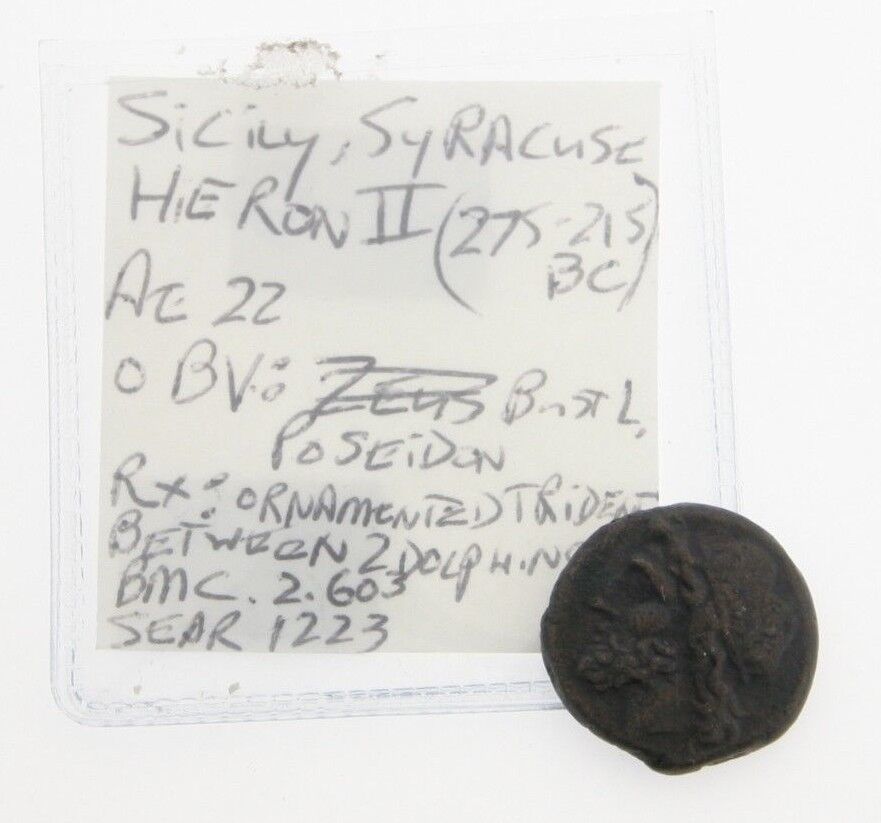 Sicily, Syracuse
Hieron II (275-215
BC)
AE 22
OBV: Zeus Bust L,
Poseidon
Rx: Ornamented Trident
Between 2 Dolphins
BMC. 2.603
SEAR 1223